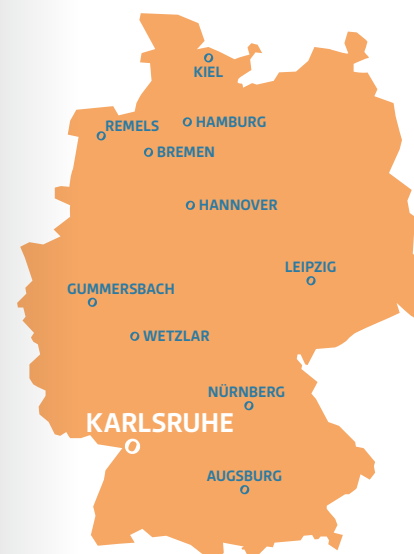 KIEL
HAMBURG
REMELS
BREMEN
HANNOVER
LEIPZIG
GUMMERSBACH
WETZLAR
NÜRNBERG
KARLSRUHE
AUGSBURG